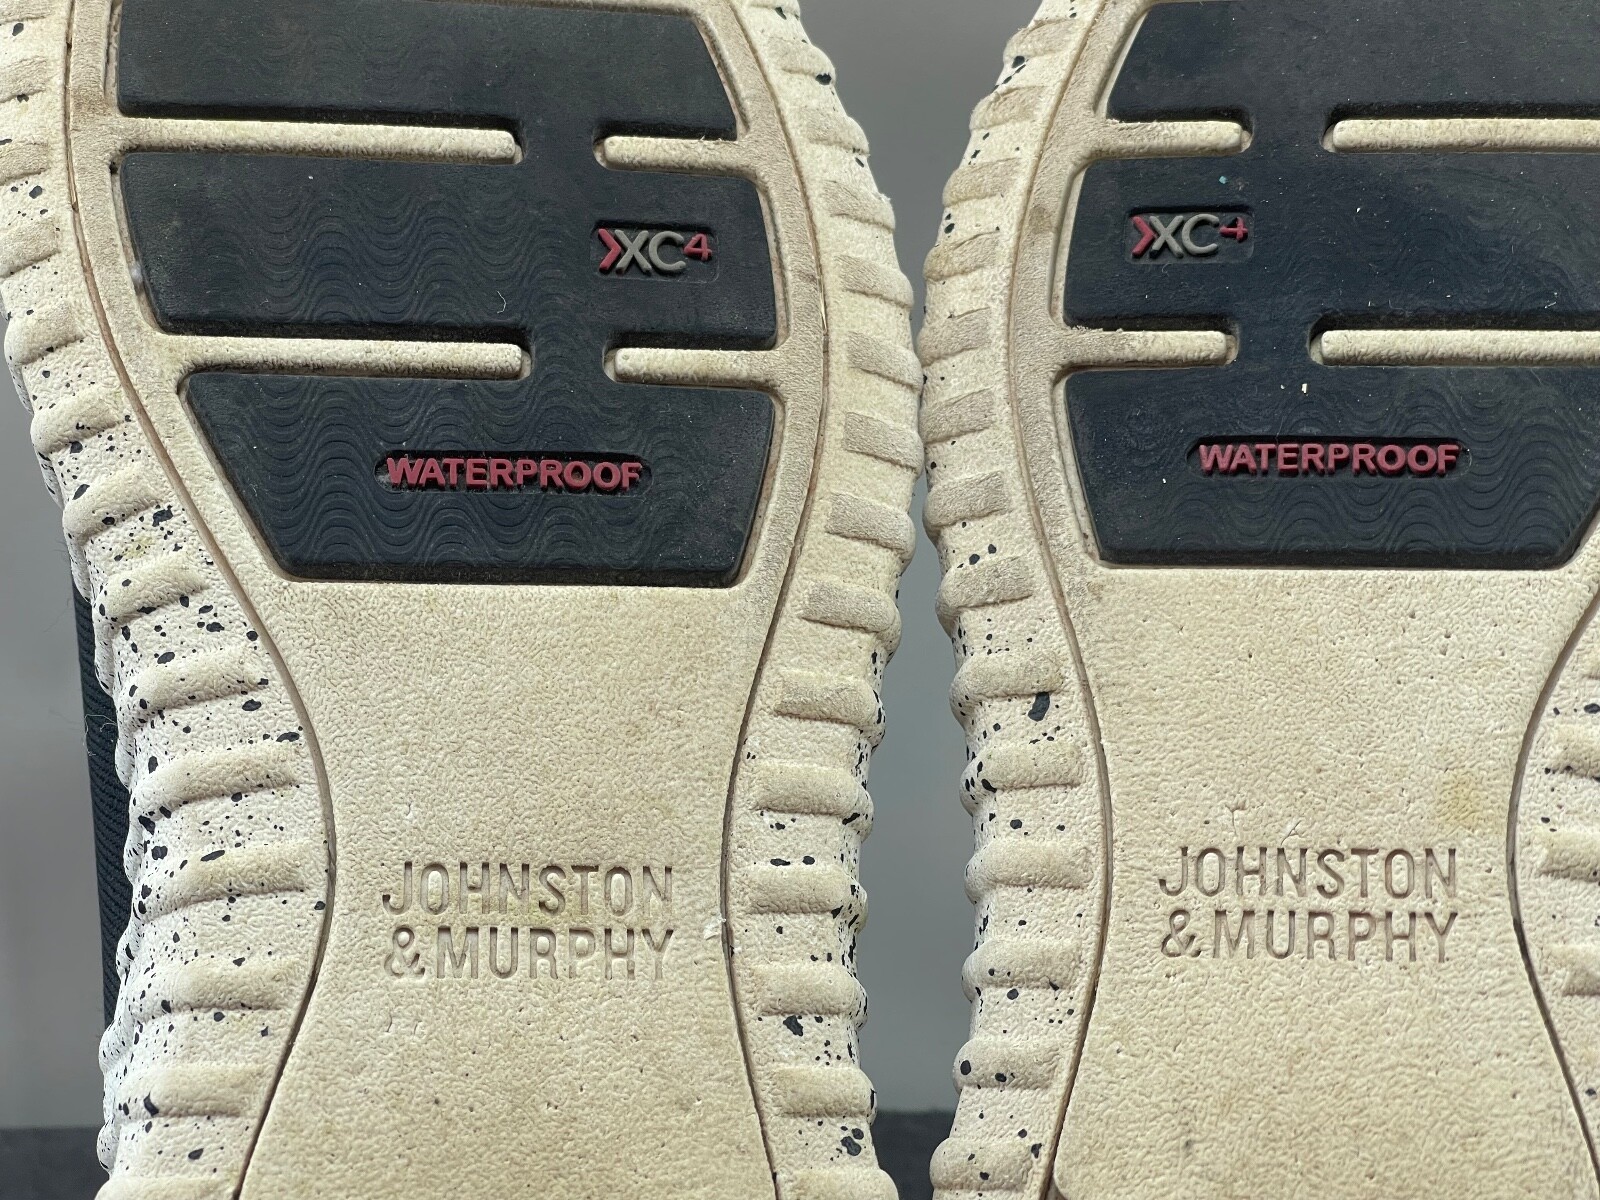 XC4
WATERPROOF
JOHNSTON
&MURPHY
XC4
WATERPROOF
JOHNSTON
&MURPHY